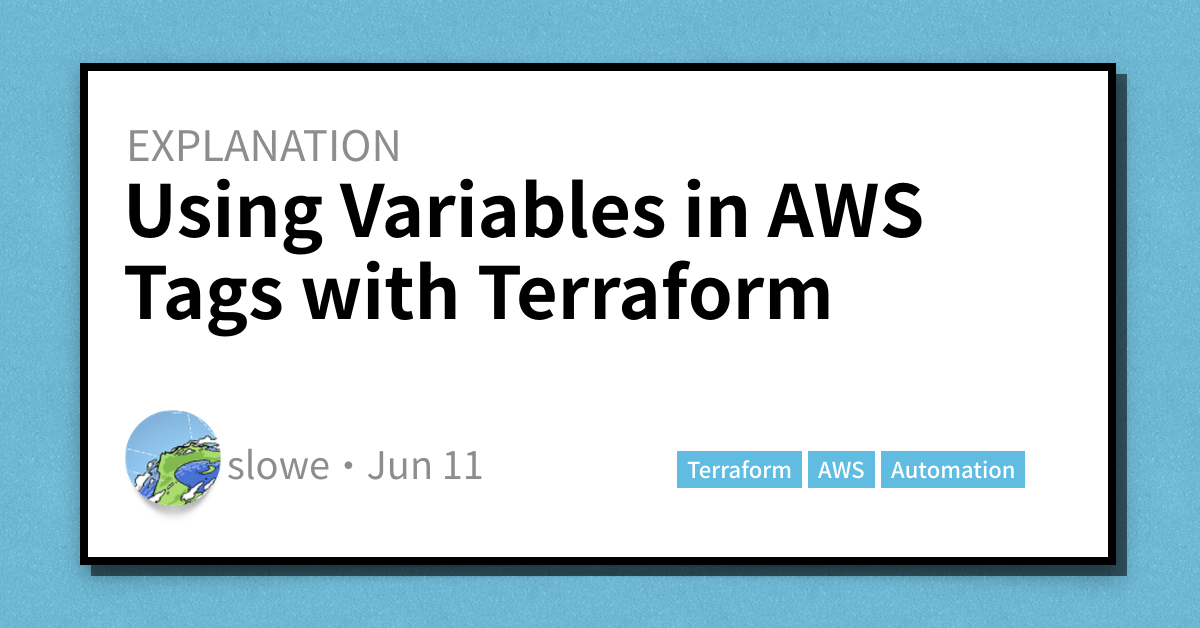 EXPLANATION
Using Variables in AWS
Tags with Terraform
slowe • Jun 11
Terraform AWS Automation